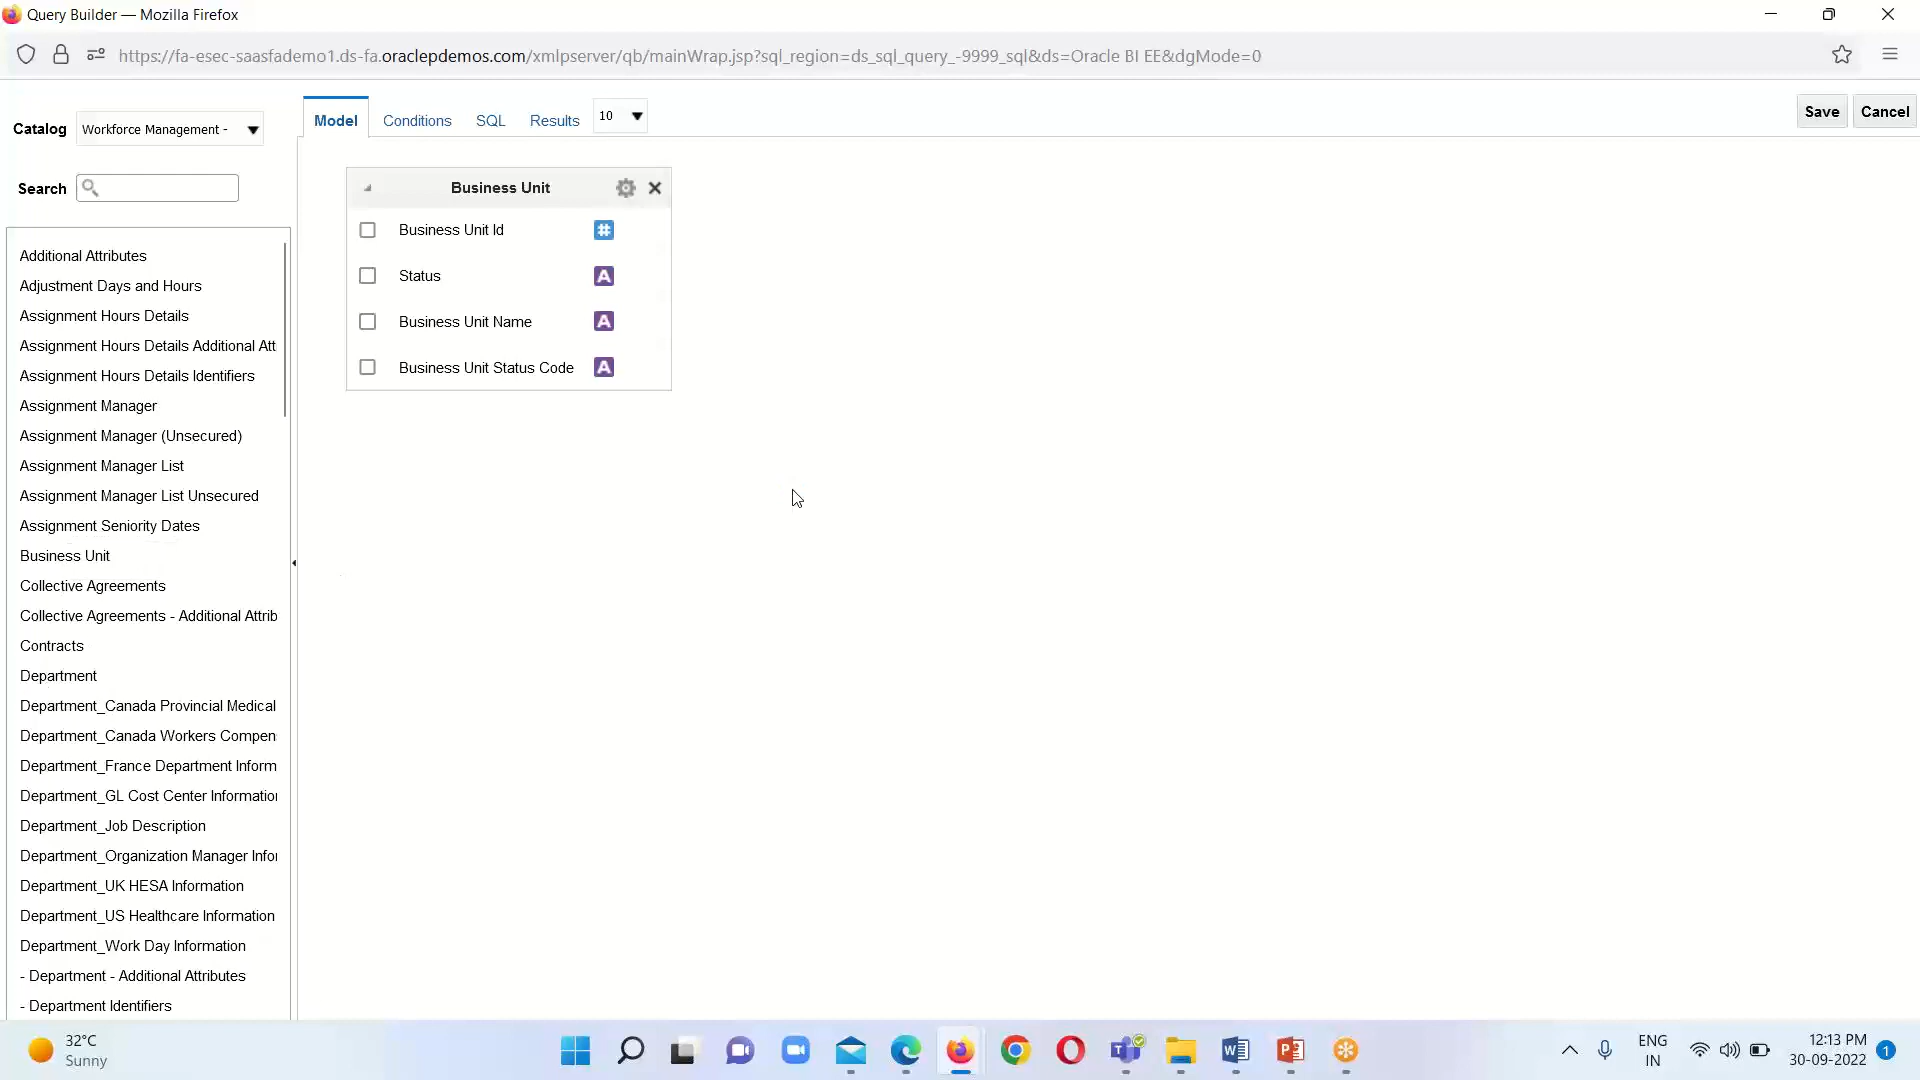 Query Builder — Mozilla Firefox
https://fa-esec-saasfademo1.ds-fa.oraclepdemos.com/xmlpserver/qb/mainWrap.jsp?sql_region=ds_sql_query_-9999_sql&ds=Oracle BI EE&dgMode=0
Catalog
Workforce Management -
Search
Model
Conditions
SQL
Results
10
Save
Cancel
Business Unit
Business Unit Id
#
Status
A
Business Unit Name
A
Business Unit Status Code
A
Additional Attributes
Adjustment Days and Hours
Assignment Hours Details
Assignment Hours Details Additional Att
Assignment Hours Details Identifiers
Assignment Manager
Assignment Manager (Unsecured)
Assignment Manager List
Assignment Manager List Unsecured
Assignment Seniority Dates
Business Unit
Collective Agreements
Collective Agreements - Additional Attrib
Contracts
Department
Department_Canada Provincial Medical
Department_Canada Workers Compen
Department_France Department Inform
Department_GL Cost Center Information
Department_Job Description
Department_Organization Manager Infor
Department_UK HESA Information
Department_US Healthcare Information
Department_Work Day Information
- Department - Additional Attributes
- Department Identifiers
32°C
Sunny
ENG
IN
12:13 PM
30-09-2022
1